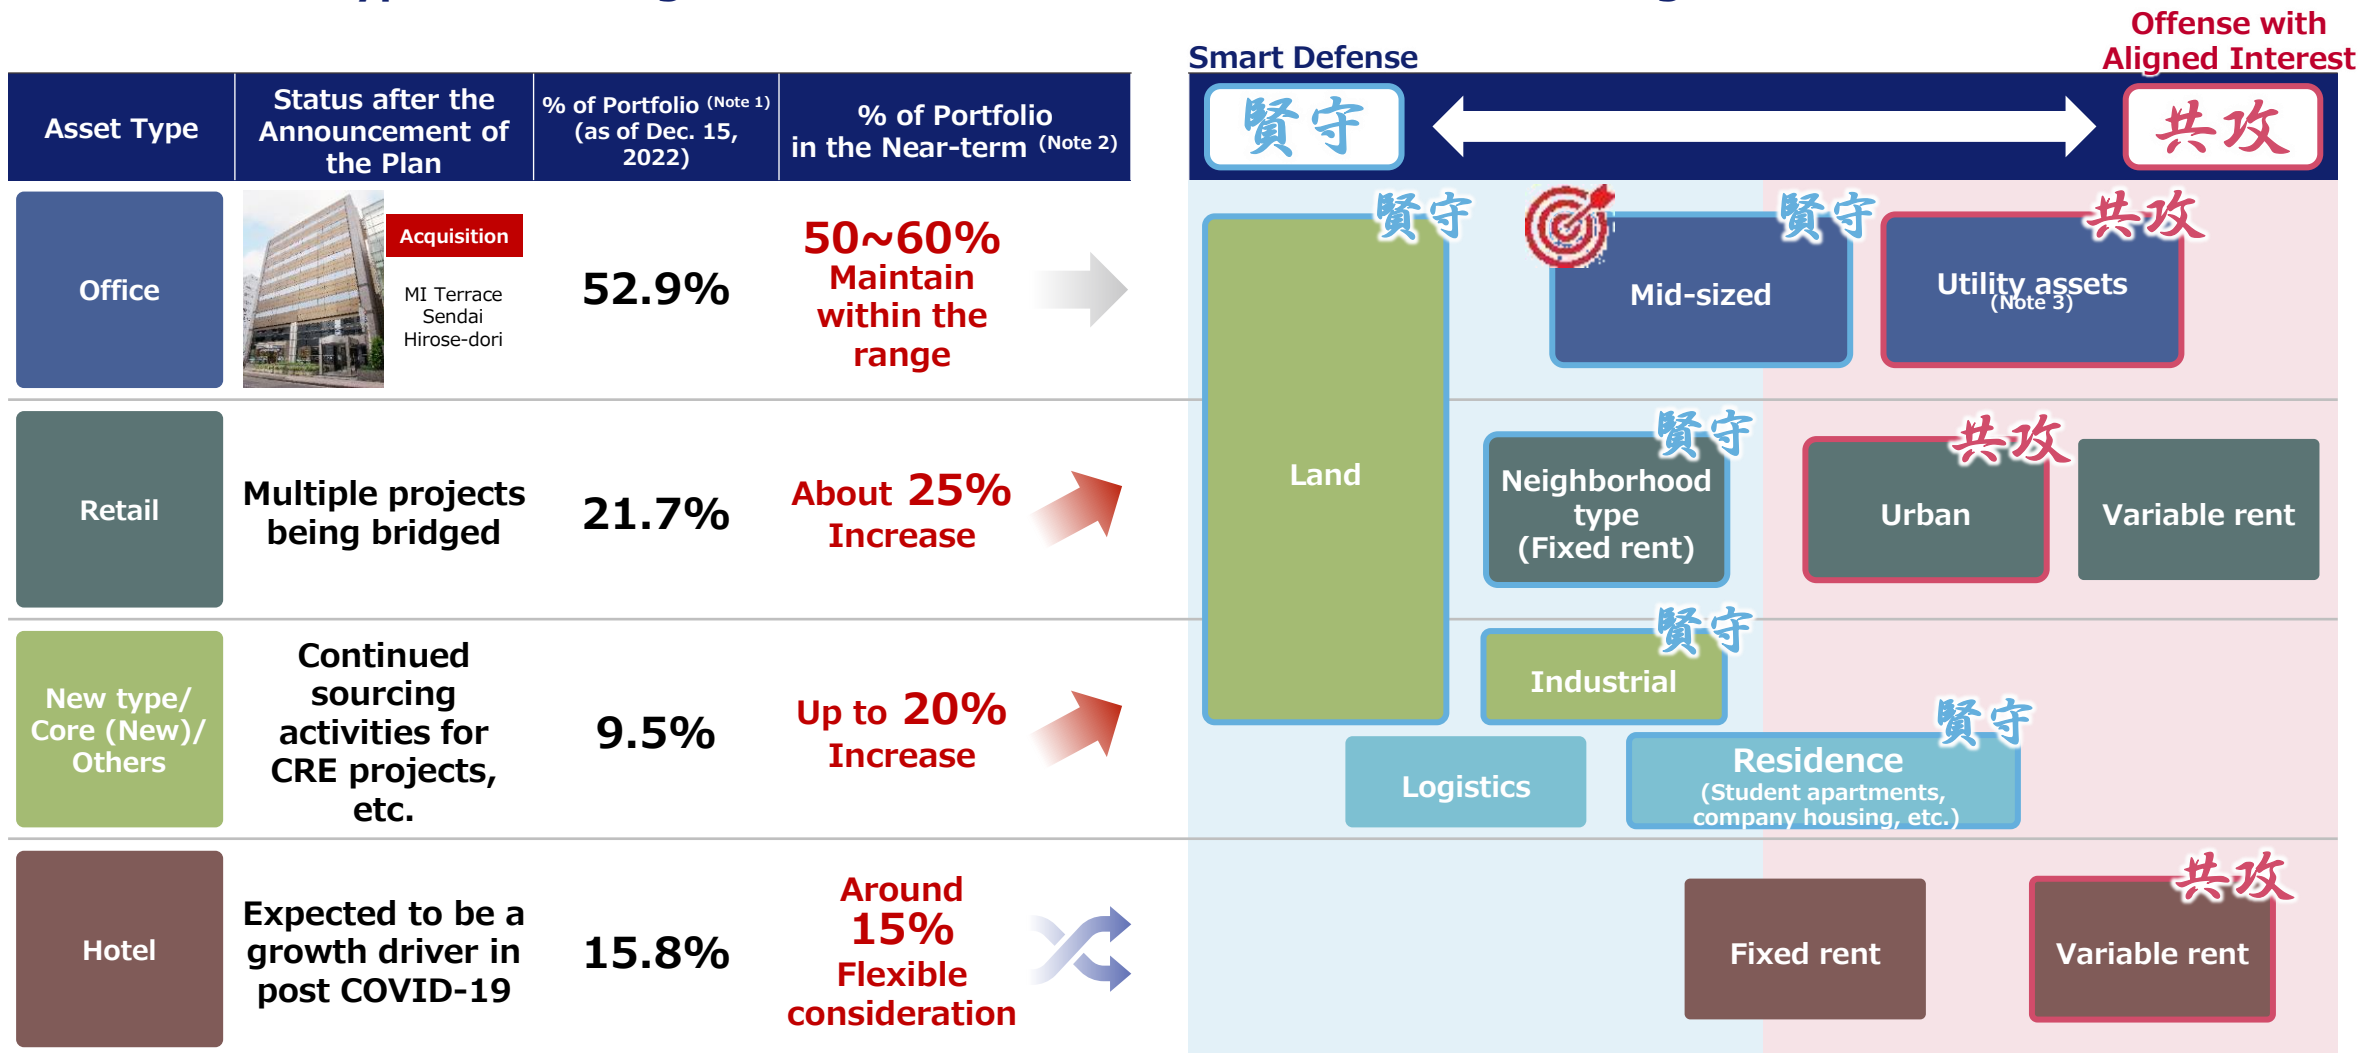 Smart Defense
Offense with
Aligned Interest
Asset Type
Status after the
Announcement of
the Plan
% of Portfolio (Note 1)
(as of Dec. 15,
2022)
% of Portfolio
in the Near-term (Note 2)
賢守
共攻
Office
Acquisition
MI Terrace
Sendai
Hirose-dori
52.9%
50~60%
Maintain
within the
range
賢守
Mid-sized
賢守
Utility assets
(Note 3)
共攻
Retail
Multiple projects
being bridged
21.7%
About 25%
Increase
Land
Neighborhood
type
(Fixed rent)
賢守
Urban
共攻
Variable rent
New type/
Core (New)/
Others
Continued
sourcing
activities for
CRE projects,
etc.
9.5%
Up to 20%
Increase
Industrial
賢守
Logistics
Residence
(Student apartments,
company housing, etc.)
賢守
Hotel
Expected to be a
growth driver in
post COVID-19
15.8%
Around
15%
Flexible
consideration
Fixed rent
Variable rent
共攻